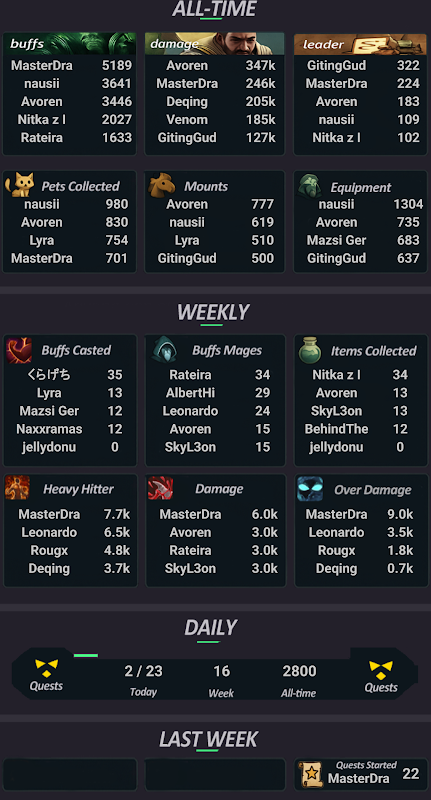 ALL-TIME
buffs damage leader
MasterDra 5189 Avoren 347k GitingGud 322
nausii 3641 MasterDra 246k MasterDra 224
Avoren 3446 Deqing 205k Avoren 183
Nitka z l 2027 Venom 185k nausii 109
Rateira 1633 GitingGud 127k Nitka z l 102
Pets Collected Mounts Equipment
nausii 980 Avoren 777 nausii 1304
Avoren 830 nausii 619 Avoren 735
Lyra 754 Lyra 510 Mazsi Ger 683
MasterDra 701 GitingGud 500 GitingGud 637
WEEKLY
Buffs Casted Buffs Mages Items Collected
くらげち 35 Rateira 34 Nitka z l 34
Lyra 13 AlbertHi 29 Avoren 13
Mazsi Ger 12 Leonardo 24 SkyL3on 13
Naxxramas 12 Avoren 15 BehindThe 12
jellydonu 0 SkyL3on 15 jellydonu 0
Heavy Hitter Damage Over Damage
MasterDra 7.7k MasterDra 6.0k MasterDra 9.0k
Leonardo 6.5k Avoren 3.0k Leonardo 3.5k
Rougx 4.8k Rateira 3.0k Rougx 1.8k
Deqing 3.7k SkyL3on 3.0k Deqing 0.7k
DAILY
2 / 23 16 2800
Quests Today Week All-time Quests
LAST WEEK
Quests Started
MasterDra 22